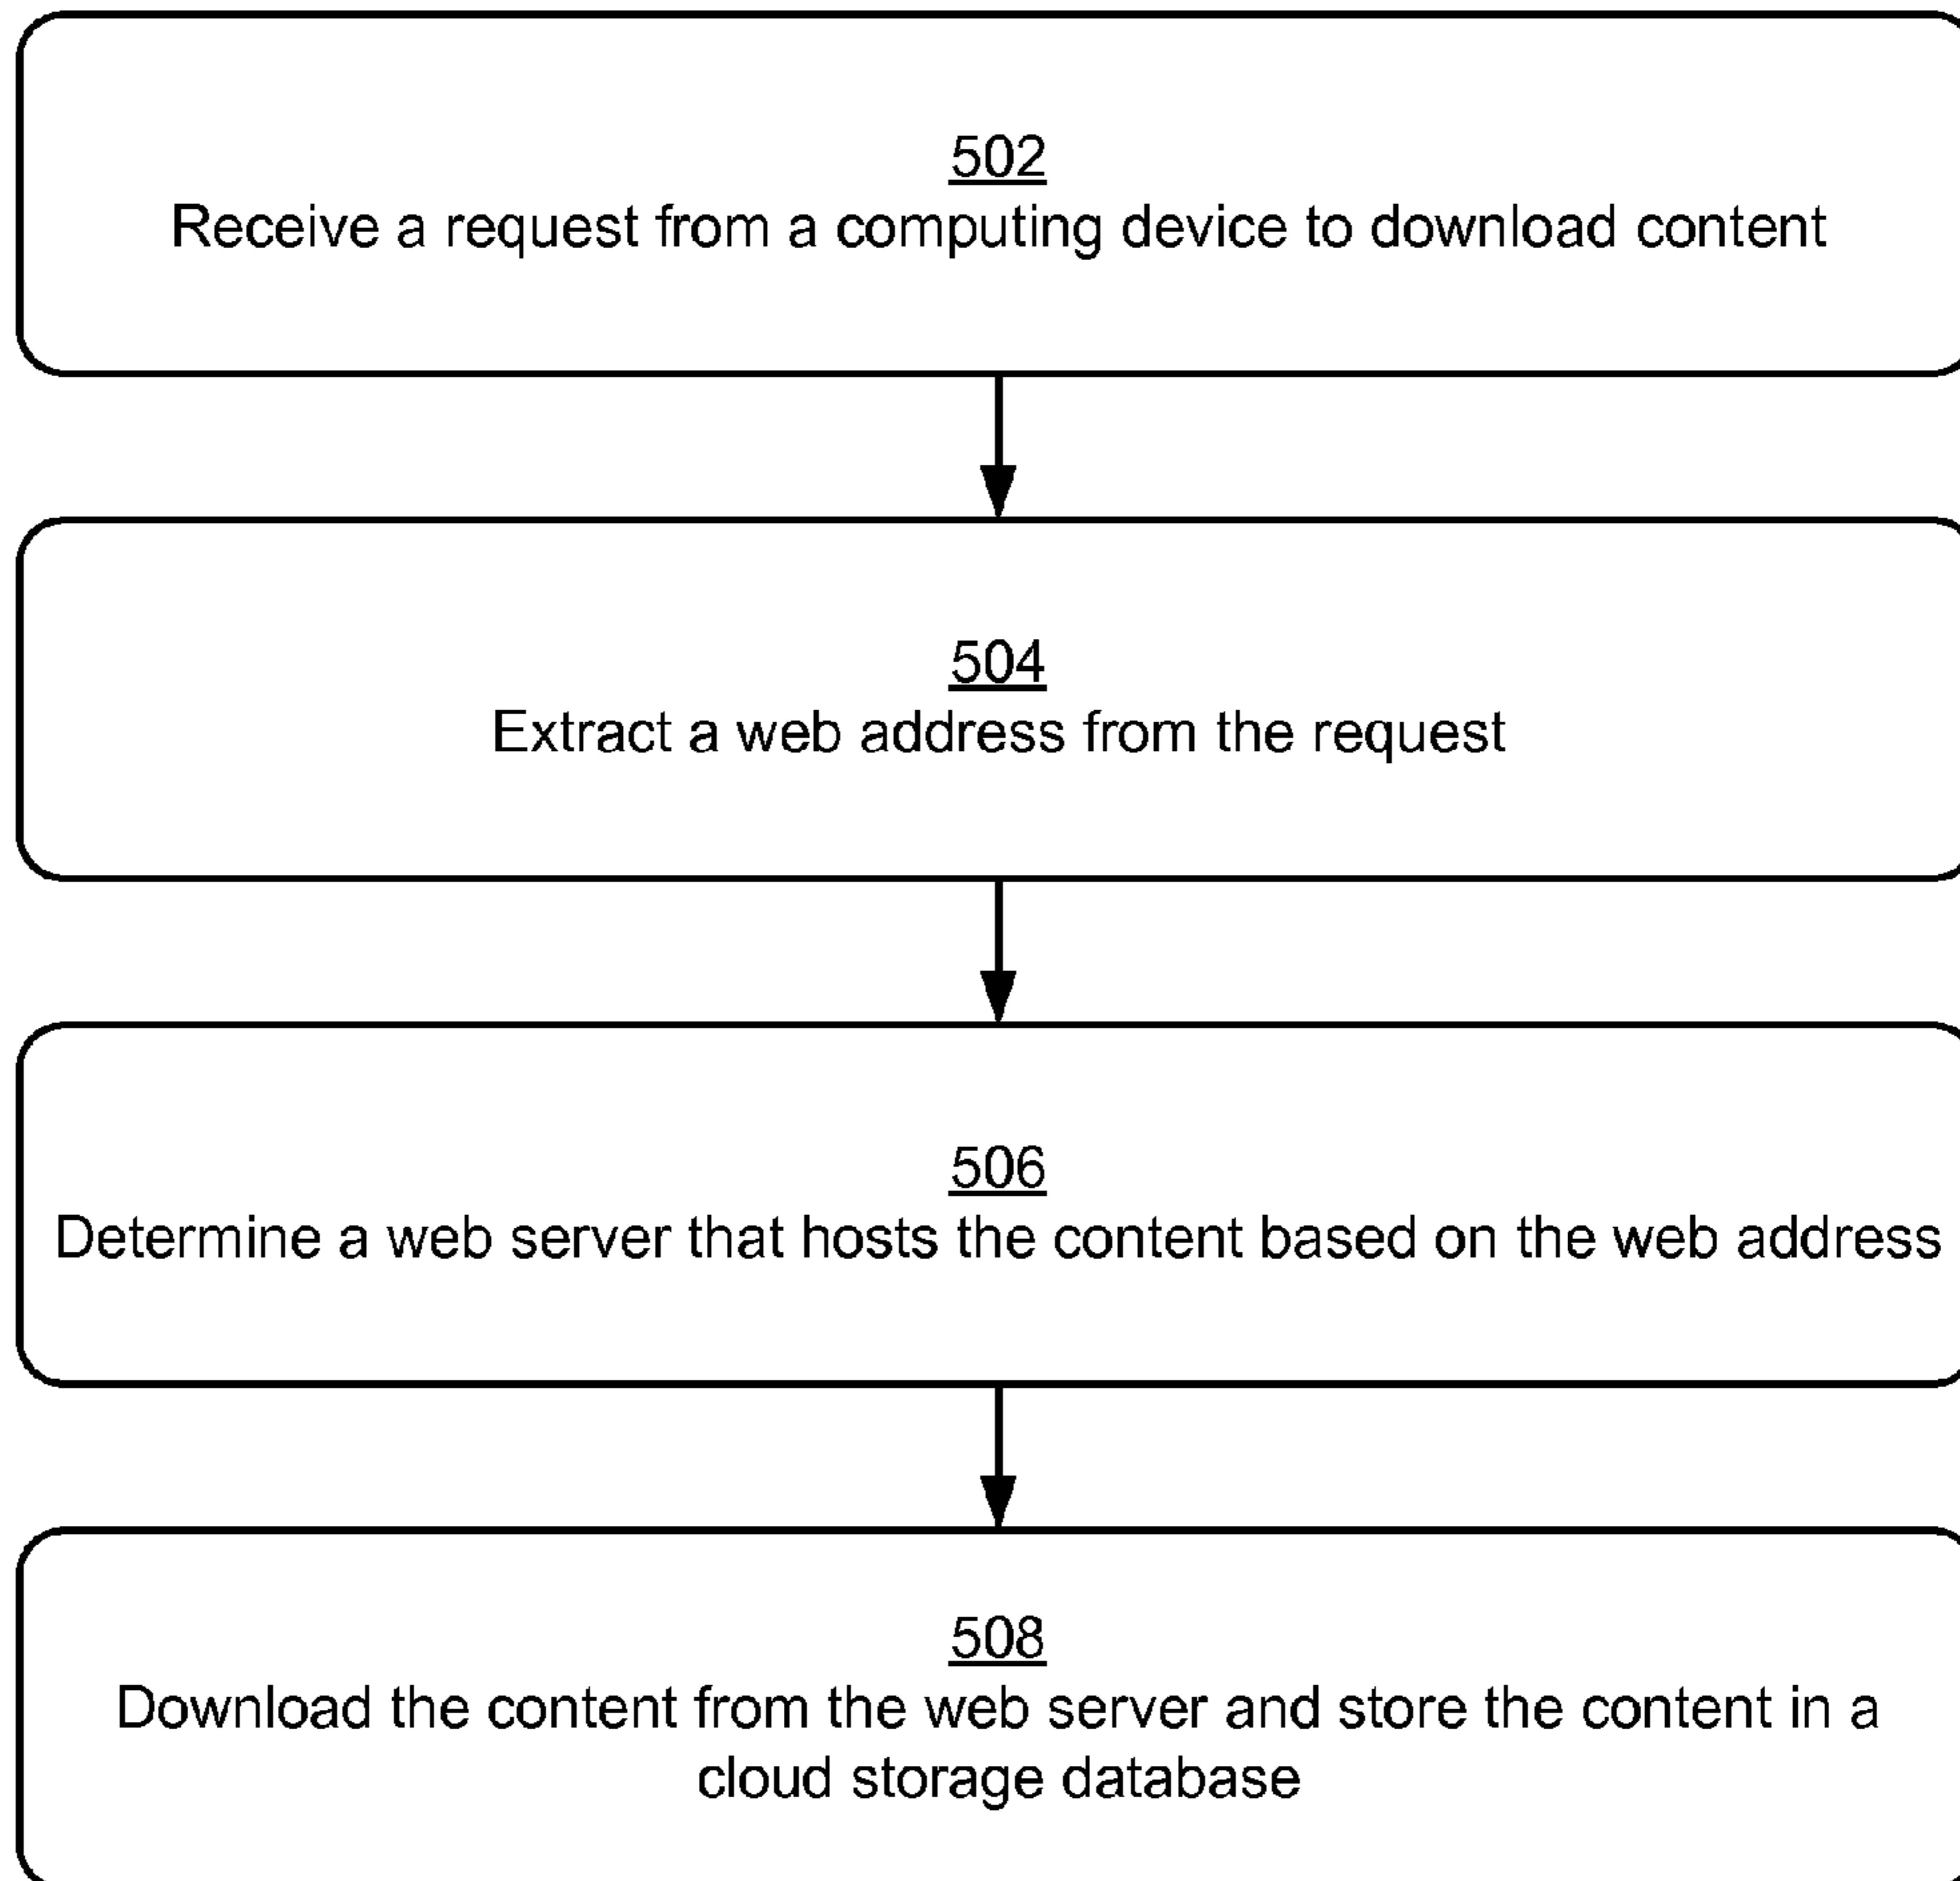 502
Receive a request from a computing device to download content
504
Extract a web address from the request
506
Determine a web server that hosts the content based on the web address
508
Download the content from the web server and store the content in a
cloud storage database